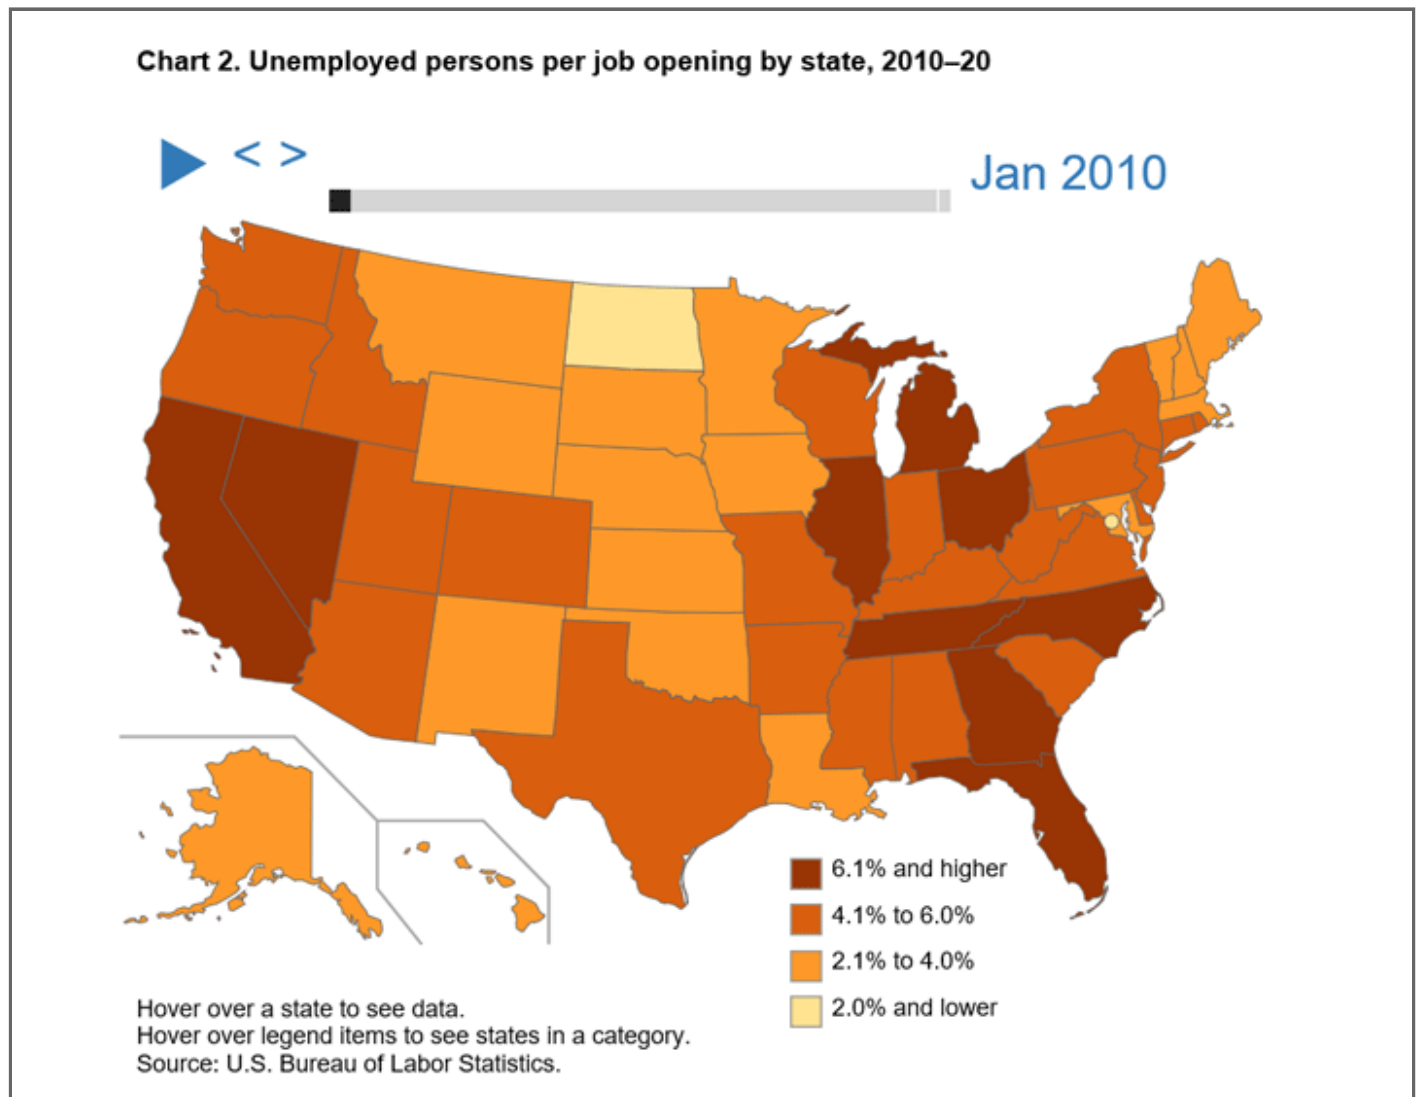 Chart 2. Unemployed persons per job opening by state, 2010–20
< >
Jan 2010
6.1% and higher
4.1% to 6.0%
2.1% to 4.0%
2.0% and lower
Hover over a state to see data.
Hover over legend items to see states in a category.
Source: U.S. Bureau of Labor Statistics.